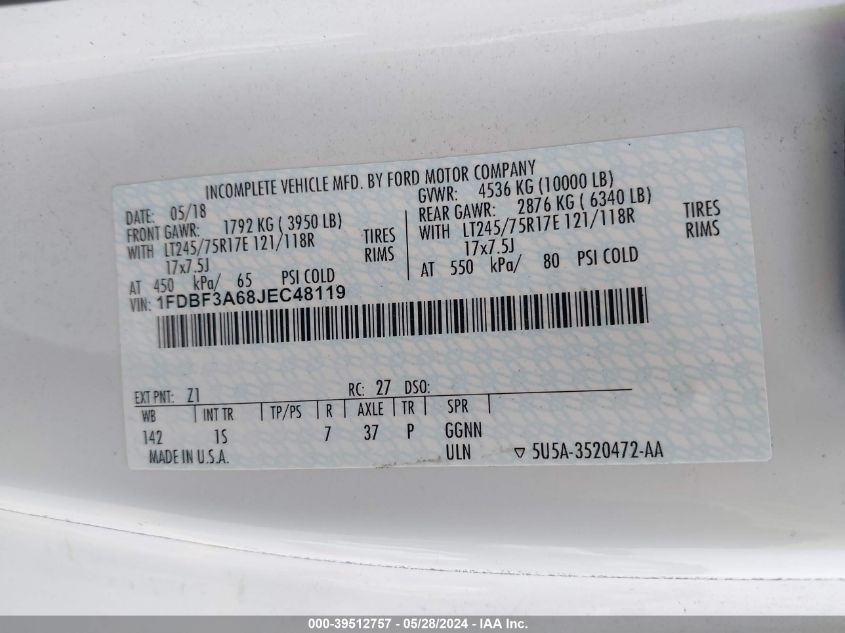 INCOMPLETE VEHICLE MFD. BY FORD MOTOR COMPANY
DATE: 05/18
GVWR: 4536 KG (10000 LB)
FRONT GAWR: 1792 KG ( 3950 LB)
REAR GAWR: 2876 KG ( 6340 LB)
WITH LT245/75R17E 121/118R TIRES
WITH LT245/75R17E 121/118R TIRES
17x7.5J RIMS
17x7.5J RIMS
AT 450 kPa/ 65 PSI COLD
AT 550 kPa/ 80 PSI COLD
VIN: 1FDBF3A68JEC48119
EXT PNT: Z1 RC: 27 DSO:
WB INT TR TP/PS R AXLE TR SPR
142 1S 7 37 P GGNN
MADE IN U.S.A. ULN ▽ 5U5A-3520472-AA
000-39512757 - 05/28/2024 - IAA Inc.